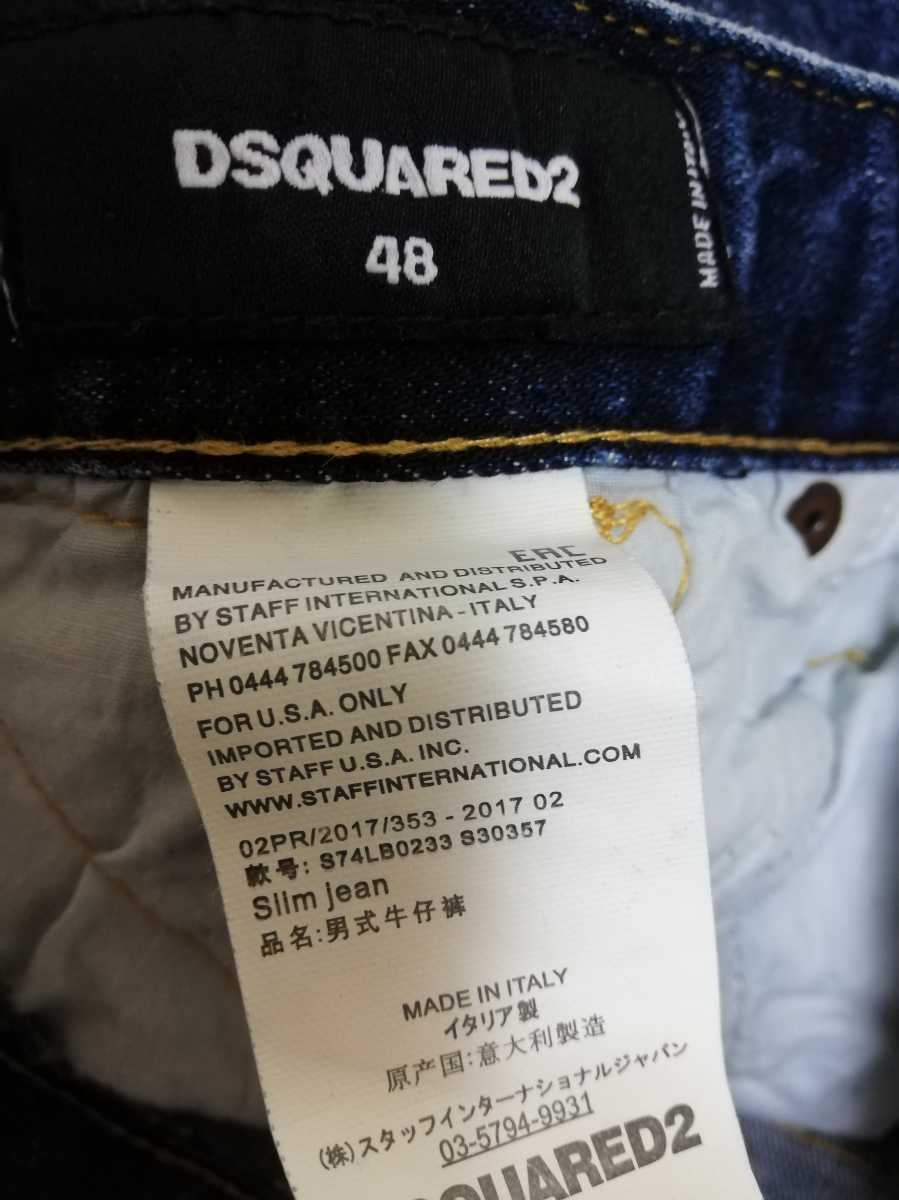 DSQUARED2
48
MADE IN ITALY
EAC
MANUFACTURED AND DISTRIBUTED
BY STAFF INTERNATIONAL S.P.A.
NOVENTA VICENTINA - ITALY
PH 0444 784500 FAX 0444 784580
FOR U.S.A. ONLY
IMPORTED AND DISTRIBUTED
BY STAFF U.S.A. INC.
WWW.STAFFINTERNATIONAL.COM
02PR/2017/353 - 2017 02
款号: S74LB0233 S30357
Slim jean
品名:男式牛仔裤
MADE IN ITALY
イタリア製
原产国:意大利製造
(株)スタッフインターナショナルジャパン
03-5794-9931
DSQUARED2